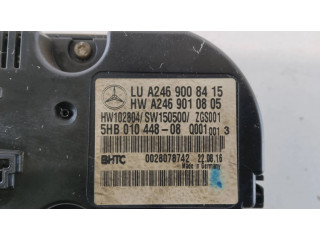 LU A246 900 84 15
HW A246 901 08 05
HW102804/SW150500/ ZGS001
5HB 010 448-08 Q001 001 3
BHTC 0028078742 22.08.16
Made in Germany